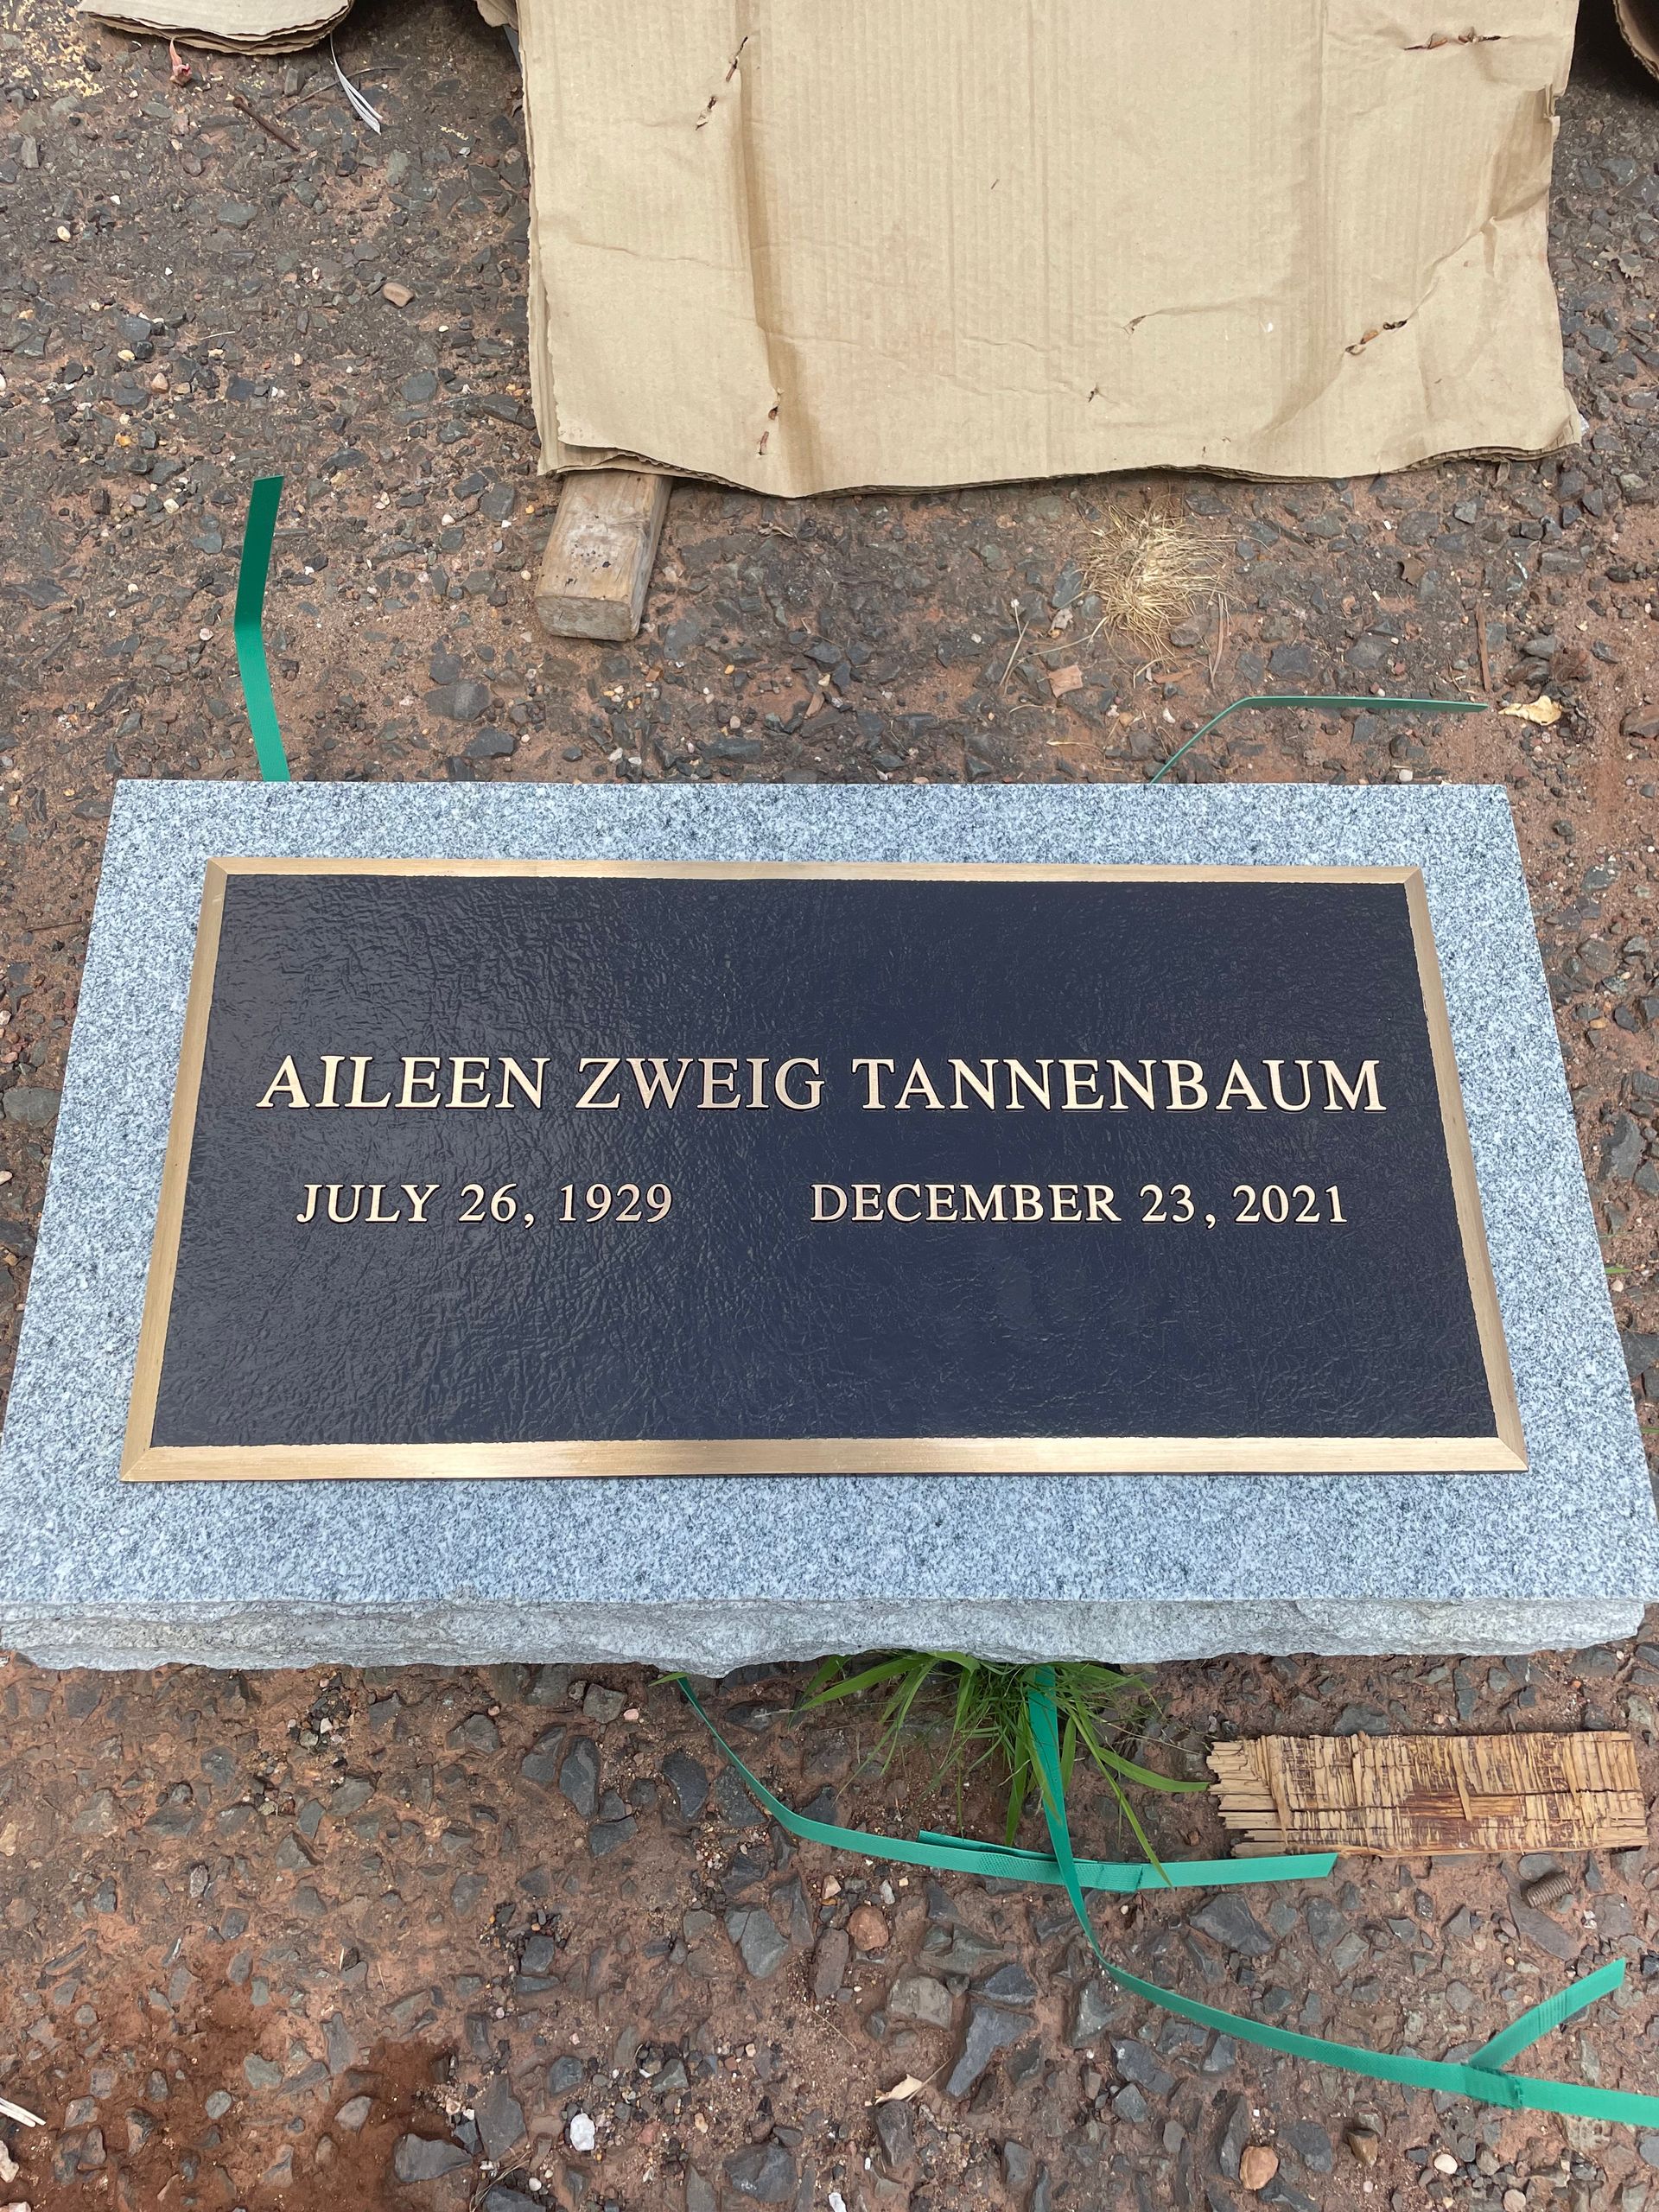 AILEEN ZWEIG TANNENBAUM
JULY 26, 1929 DECEMBER 23, 2021